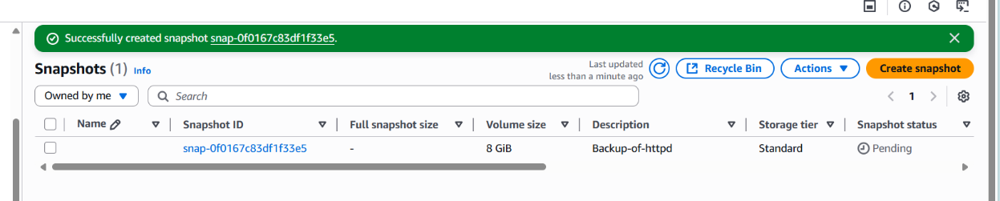 Successfully created snapshot snap-0f0167c83df1f33e5.
Snapshots (1) Info
Last updated
less than a minute ago
Recycle Bin
Actions
Create snapshot
Owned by me
Search
1
Name Snapshot ID Full snapshot size Volume size Description Storage tier Snapshot status
snap-0f0167c83df1f33e5 - 8 GiB Backup-of-httpd Standard Pending